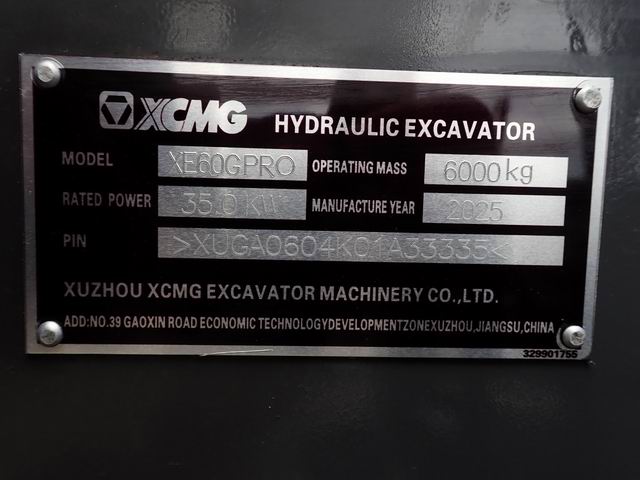 XCMG HYDRAULIC EXCAVATOR
MODEL XE60GPRO OPERATING MASS 6000kg
RATED POWER 35.0 KW MANUFACTURE YEAR 2025
PIN >XUGA0604K01A33335<
XUZHOU XCMG EXCAVATOR MACHINERY CO.,LTD.
ADD:NO.39 GAOXIN ROAD ECONOMIC TECHNOLOGYDEVELOPMENTZONEXUZHOU,JIANGSU,CHINA
329901755